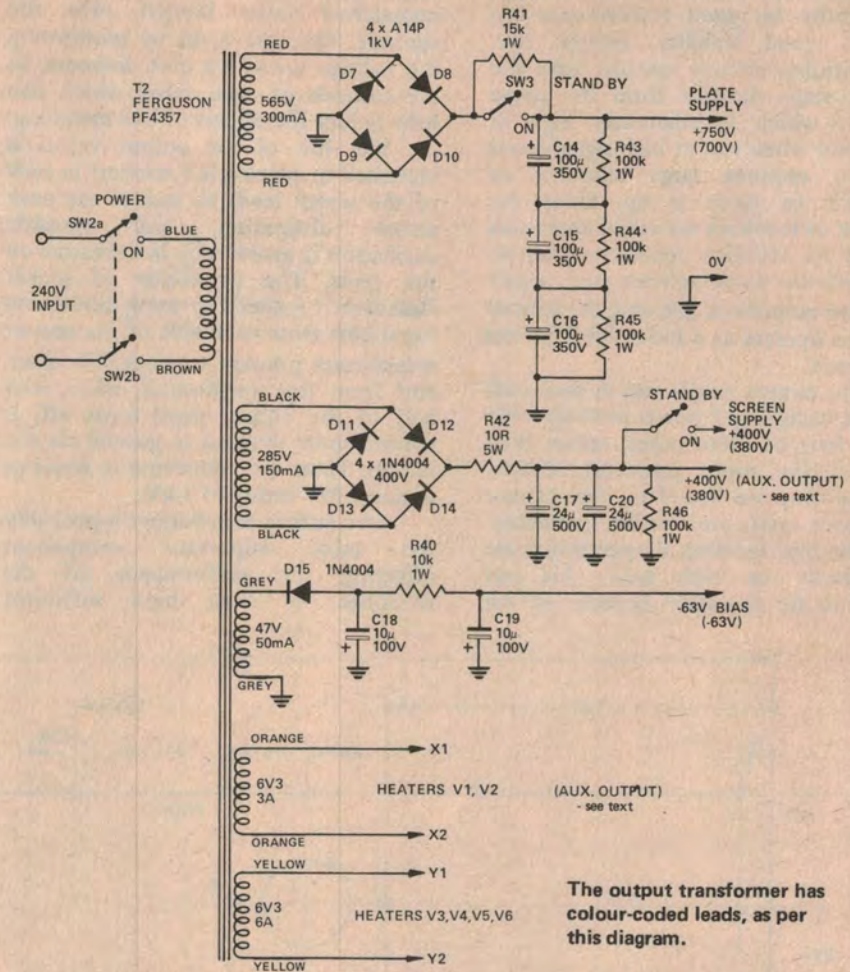 T2
FERGUSON
PF4357
RED
565V
300mA
RED
4 x A14P
1kV
D7
D8
D9
D10
R41
15k
1W
SW3
STAND BY
ON
PLATE
SUPPLY
+750V
(700V)
+
C14
100μ
350V
R43
100k
1W
+
C15
100μ
350V
R44
100k
1W
+
C16
100μ
350V
R45
100k
1W
0V
POWER
SW2a
ON
BLUE
240V
INPUT
SW2b
BROWN
BLACK
285V
150mA
BLACK
D11
D12
4 x 1N4004
400V
D13
D14
R42
10R
5W
STAND BY
ON
SCREEN
SUPPLY
+400V
(380V)
+400V
(380V)
(AUX. OUTPUT)
- see text
+
C17
24μ
500V
+
C20
24μ
500V
R46
100k
1W
GREY
47V
50mA
GREY
D15
1N4004
R40
10k
1W
C18
10μ
100V
+
C19
10μ
100V
+
-63V BIAS
(-63V)
ORANGE
6V3
3A
ORANGE
X1
HEATERS V1, V2
X2
(AUX. OUTPUT)
- see text
YELLOW
6V3
6A
YELLOW
Y1
HEATERS V3,V4,V5,V6
Y2
The output transformer has
colour-coded leads, as per
this diagram.